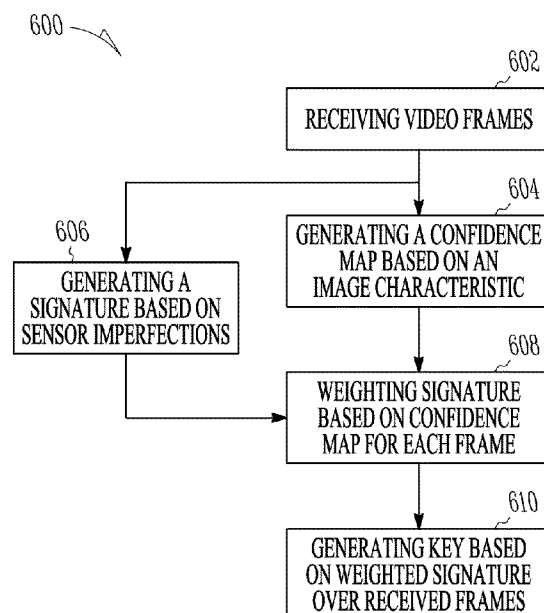 600
602
RECEIVING VIDEO FRAMES
604
GENERATING A CONFIDENCE
MAP BASED ON AN
IMAGE CHARACTERISTIC
606
GENERATING A
SIGNATURE BASED ON
SENSOR IMPERFECTIONS
608
WEIGHTING SIGNATURE
BASED ON CONFIDENCE
MAP FOR EACH FRAME
610
GENERATING KEY BASED
ON WEIGHTED SIGNATURE
OVER RECEIVED FRAMES